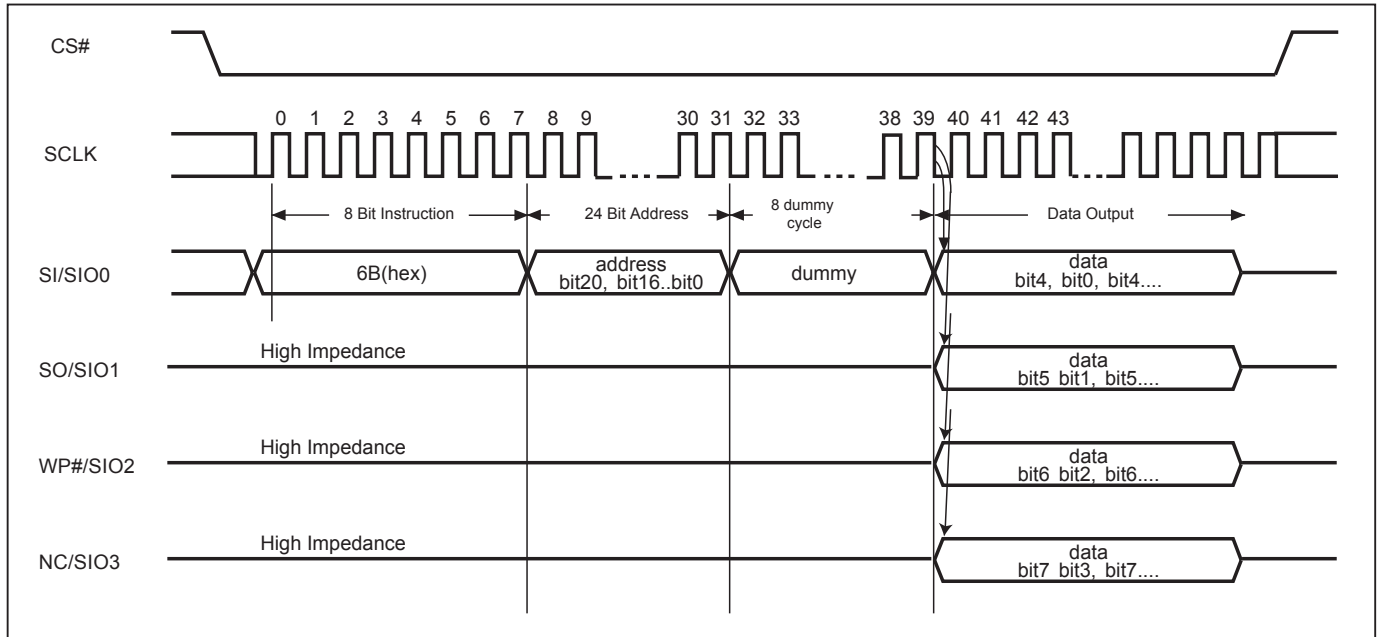 CS#
0 1 2 3 4 5 6 7 8 9 30 31 32 33 38 39 40 41 42 43
SCLK
8 Bit Instruction 24 Bit Address 8 dummy cycle Data Output
SI/SIO0 6B(hex)
address
bit20, bit16..bit0
dummy
data
bit4, bit0, bit4....
High Impedance
SO/SIO1
data
bit5 bit1, bit5....
High Impedance
WP#/SIO2
data
bit6 bit2, bit6....
High Impedance
NC/SIO3
data
bit7 bit3, bit7....